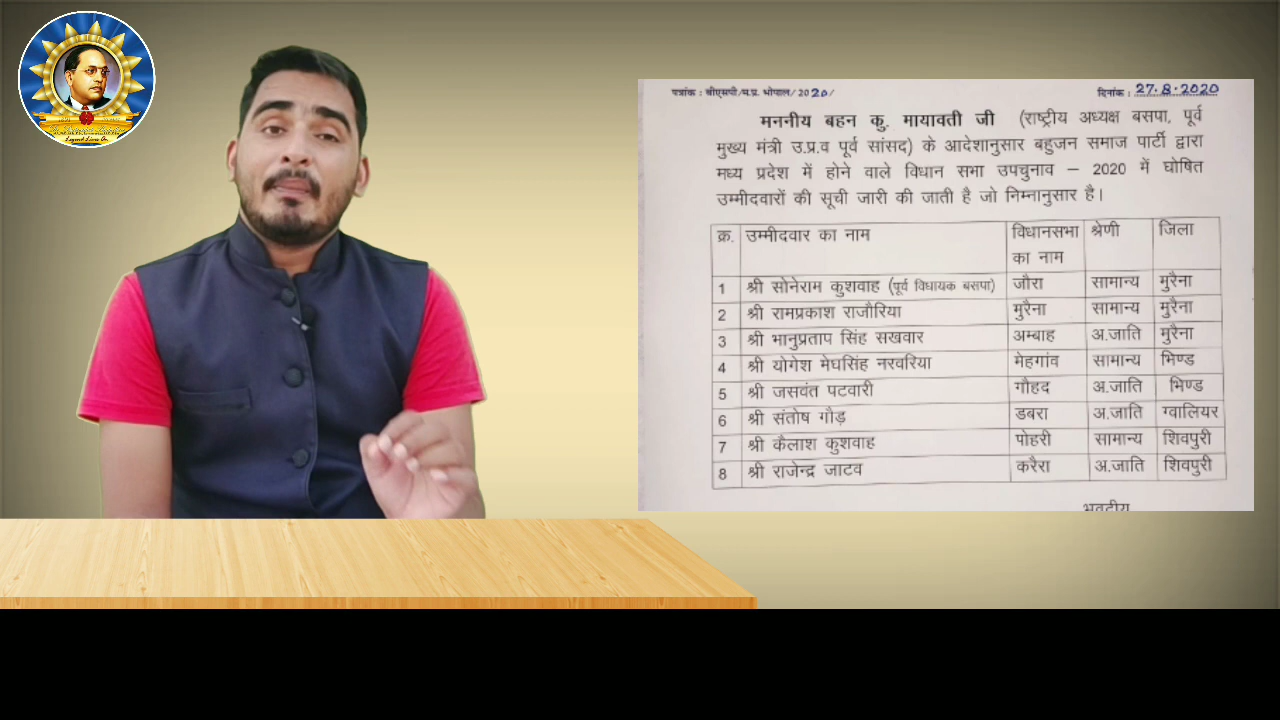 पत्रांक : बीएसपी/म.प्र. भोपाल/2020/
दिनांक : 27.8.2020
मननीय बहन कु. मायावती जी (राष्ट्रीय अध्यक्ष बसपा, पूर्व
मुख्य मंत्री उ.प्र.व पूर्व सांसद) के आदेशानुसार बहुजन समाज पार्टी द्वारा
मध्य प्रदेश में होने वाले विधान सभा उपचुनाव – 2020 में घोषित
उम्मीदवारों की सूची जारी की जाती है जो निम्नानुसार है।
क्र. उम्मीदवार का नाम विधानसभा का नाम श्रेणी जिला
1 श्री सोनेराम कुशवाह (पूर्व विधायक बसपा) जौरा सामान्य मुरैना
2 श्री रामप्रकाश राजौरिया मुरैना सामान्य मुरैना
3 श्री भानुप्रताप सिंह सखवार अम्बाह अ.जाति मुरैना
4 श्री योगेश मेघसिंह नरवरिया मेहगांव सामान्य भिण्ड
5 श्री जसवंत पटवारी गौहद अ.जाति भिण्ड
6 श्री संतोष गौड़ डबरा अ.जाति ग्वालियर
7 श्री कैलाश कुशवाह पोहरी सामान्य शिवपुरी
8 श्री राजेन्द्र जाटव करैरा अ.जाति शिवपुरी